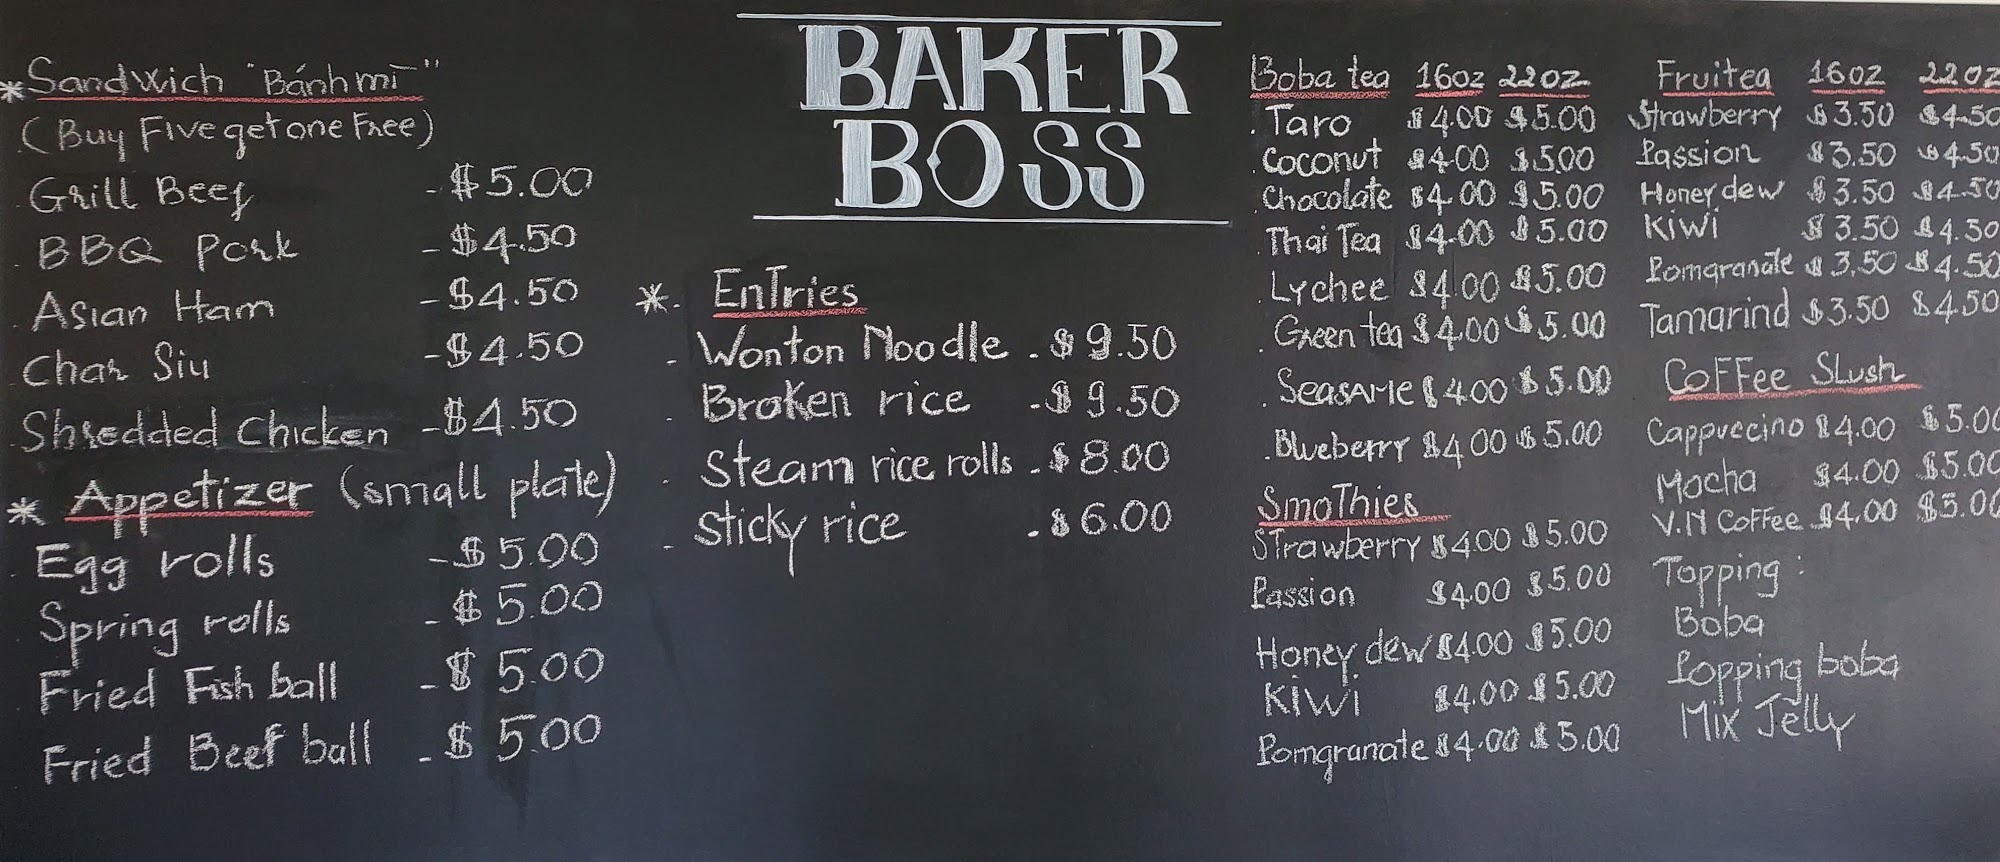 BAKER
BOSS
* Sandwich "Bánh mī"
(Buy Five get one Free)
. Grill Beef - $5.00
. BBQ Pork - $4.50
. Asian Ham - $4.50
. Char Siu - $4.50
. Shredded Chicken - $4.50
* Appetizer (small plate)
. Egg rolls - $5.00
. Spring rolls - $5.00
. Fried Fish ball - $5.00
. Fried Beef ball - $5.00
*. EnTries
. Wonton Noodle - $9.50
. Broken rice - $9.50
. Steam rice rolls - $8.00
. Sticky rice - $6.00
Boba tea 16oz 22oz
. Taro $4.00 $5.00
. Coconut $4.00 $5.00
. Chocolate $4.00 $5.00
. Thai Tea $4.00 $5.00
. Lychee $4.00 $5.00
. Green tea $4.00 $5.00
. Seasame $4.00 $5.00
. Blueberry $4.00 $5.00
SmoThies
Strawberry $4.00 $5.00
Passion $4.00 $5.00
Honey dew $4.00 $5.00
Kiwi $4.00 $5.00
Pomgranate $4.00 $5.00
Fruitea 16oz 22oz
Strawberry $3.50 $4.50
Passion $3.50 $4.50
Honey dew $3.50 $4.50
Kiwi $3.50 $4.50
Pomgranate $3.50 $4.50
Tamarind $3.50 $4.50
Coffee Slush
Cappuccino $4.00 $5.00
Mocha $4.00 $5.00
V.N Coffee $4.00 $5.00
Topping :
Boba
Popping boba
Mix Jelly